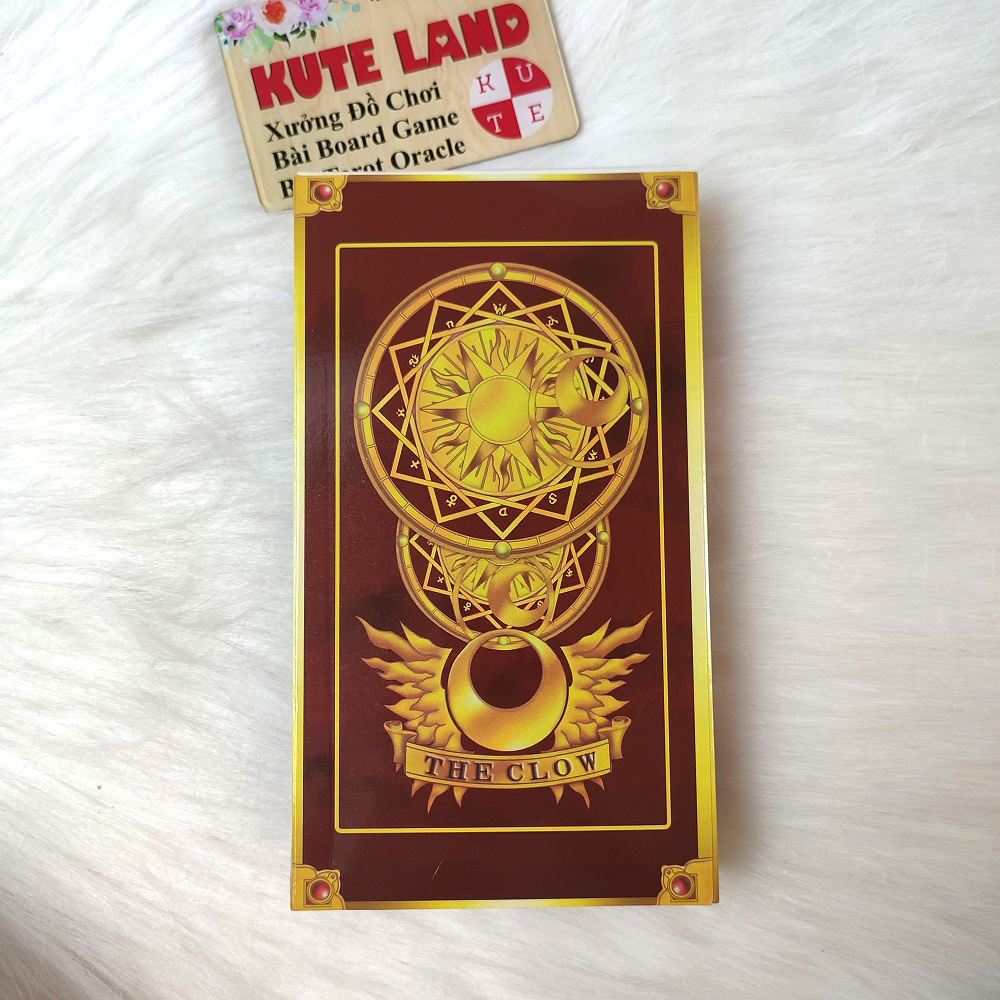 KUTE LAND
K U
T E
Xưởng Đồ Chơi
Bài Board Game
Tarot Oracle
THE CLOW